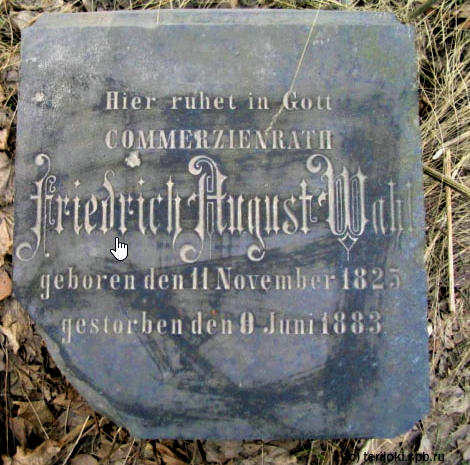 Hier ruhet in Gott
COMMERZIENRATH
Friedrich August Wahl
geboren den 11 November 1825
gestorben den 9 Juni 1883
(c) terijoki.spb.ru